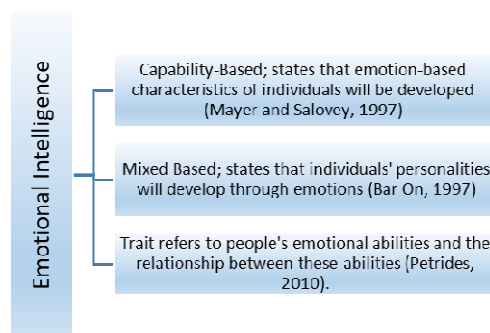 Emotional Intelligence
Capability-Based; states that emotion-based
characteristics of individuals will be developed
(Mayer and Salovey, 1997)
Mixed Based; states that individuals' personalities
will develop through emotions (Bar On, 1997)
Trait refers to people's emotional abilities and the
relationship between these abilities (Petrides,
2010).